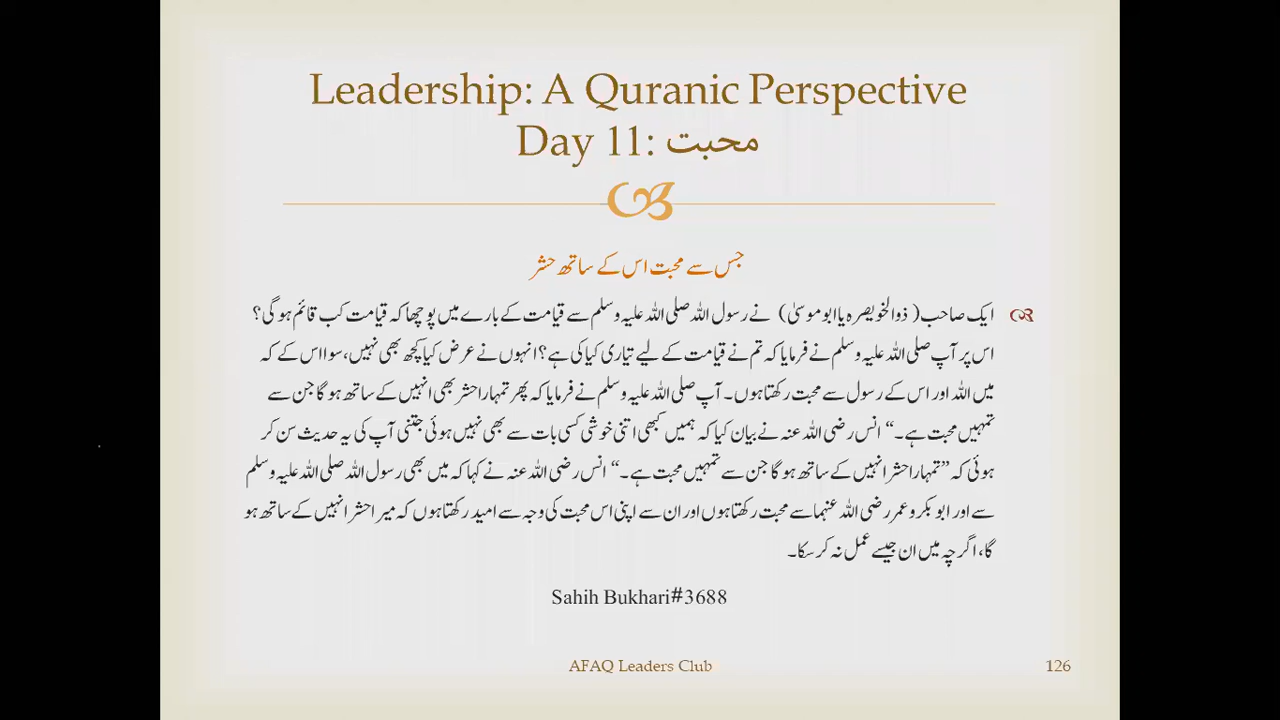 Leadership: A Quranic Perspective
Day 11: محبت
جس سے محبت اس کے ساتھ حشر
ایک صاحب( ذوالخویصرہ یا ابوموسیٰ) نے رسول اللہ صلی اللہ علیہ وسلم سے قیامت کے بارے میں پوچھا کہ قیامت کب قائم ہو گی؟
اس پر آپ صلی اللہ علیہ وسلم نے فرمایا کہ تم نے قیامت کے لیے تیاری کیا کی ہے؟ انہوں نے عرض کیا کچھ بھی نہیں، سوا اس کے کہ
میں اللہ اور اس کے رسول سے محبت رکھتا ہوں۔ آپ صلی اللہ علیہ وسلم نے فرمایا کہ پھر تمہارا حشر بھی انہیں کے ساتھ ہو گا جن سے
تمہیں محبت ہے۔“ انس رضی اللہ عنہ نے بیان کیا کہ ہمیں کبھی اتنی خوشی کسی بات سے بھی نہیں ہوئی جتنی آپ کی یہ حدیث سن کر
ہوئی کہ ”تمہارا حشر انہیں کے ساتھ ہو گا جن سے تمہیں محبت ہے۔“ انس رضی اللہ عنہ نے کہا کہ میں بھی رسول اللہ صلی اللہ علیہ وسلم
سے اور ابوبکر و عمر رضی اللہ عنہما سے محبت رکھتا ہوں اور ان سے اپنی اس محبت کی وجہ سے امید رکھتا ہوں کہ میرا حشر انہیں کے ساتھ ہو
گا، اگرچہ میں ان جیسے عمل نہ کر سکا۔
Sahih Bukhari#3688
AFAQ Leaders Club
126